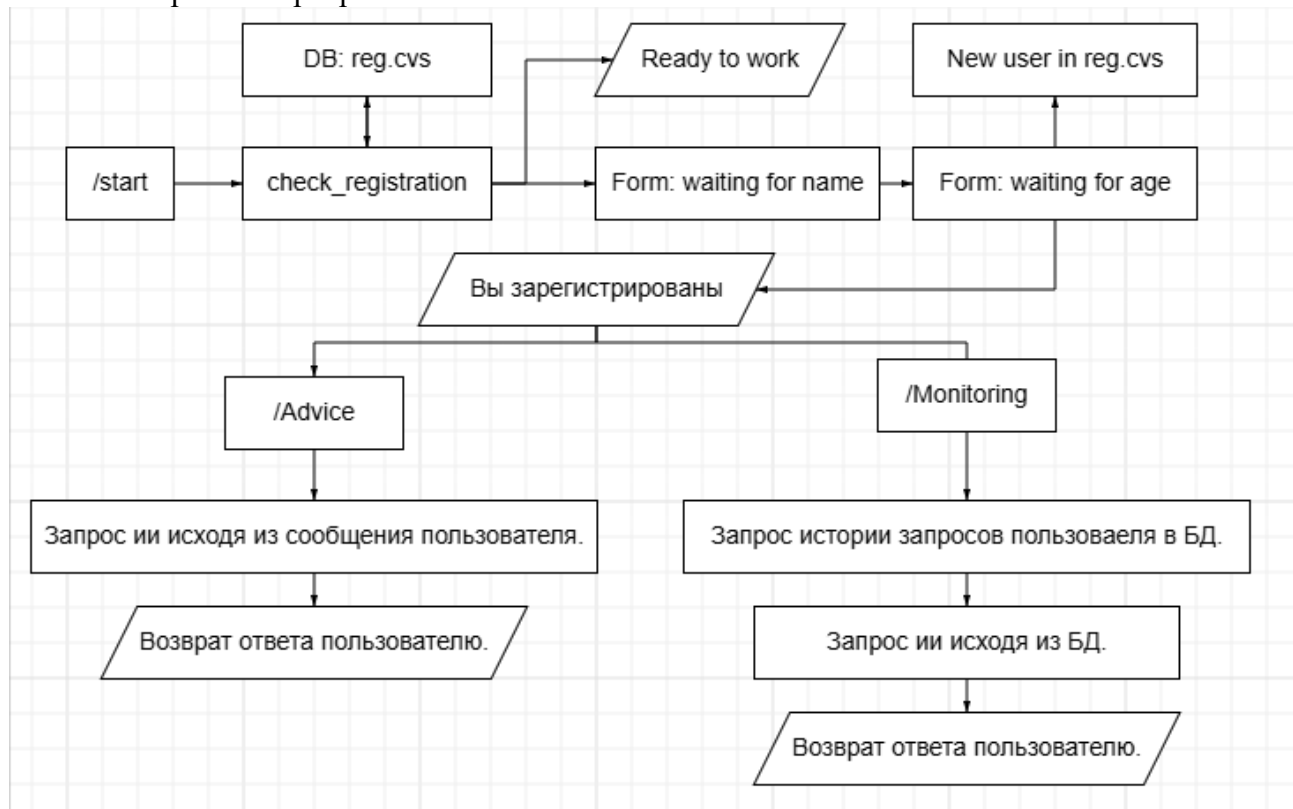 DB: reg.cvs
Ready to work
New user in reg.cvs
/start
check_registration
Form: waiting for name
Form: waiting for age
Вы зарегистрированы
/Advice
/Monitoring
Запрос ии исходя из сообщения пользователя.
Запрос истории запросов пользоваеля в БД.
Возврат ответа пользователю.
Запрос ии исходя из БД.
Возврат ответа пользователю.